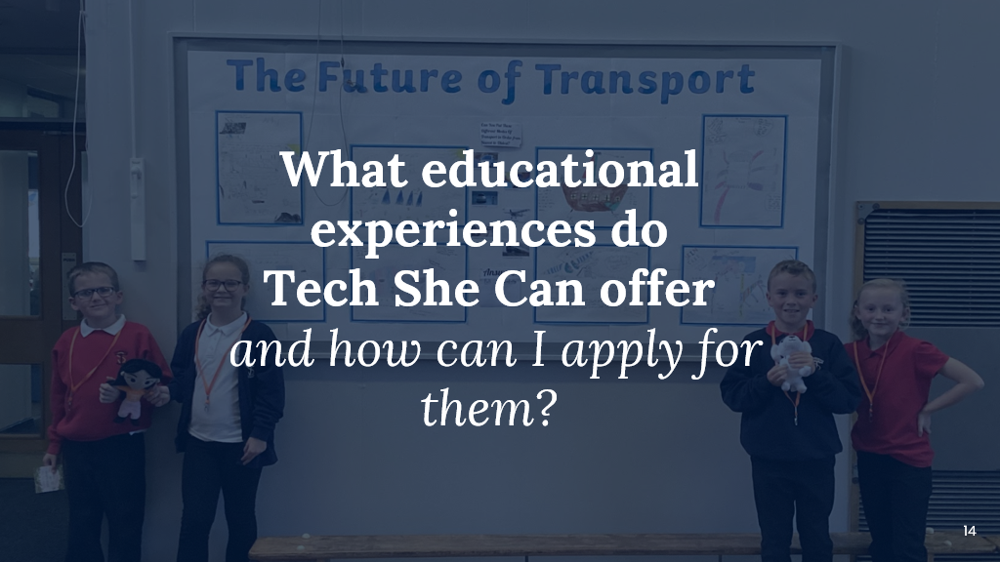 The Future of Transport
What educational
experiences do
Tech She Can offer
and how can I apply for
them?
14